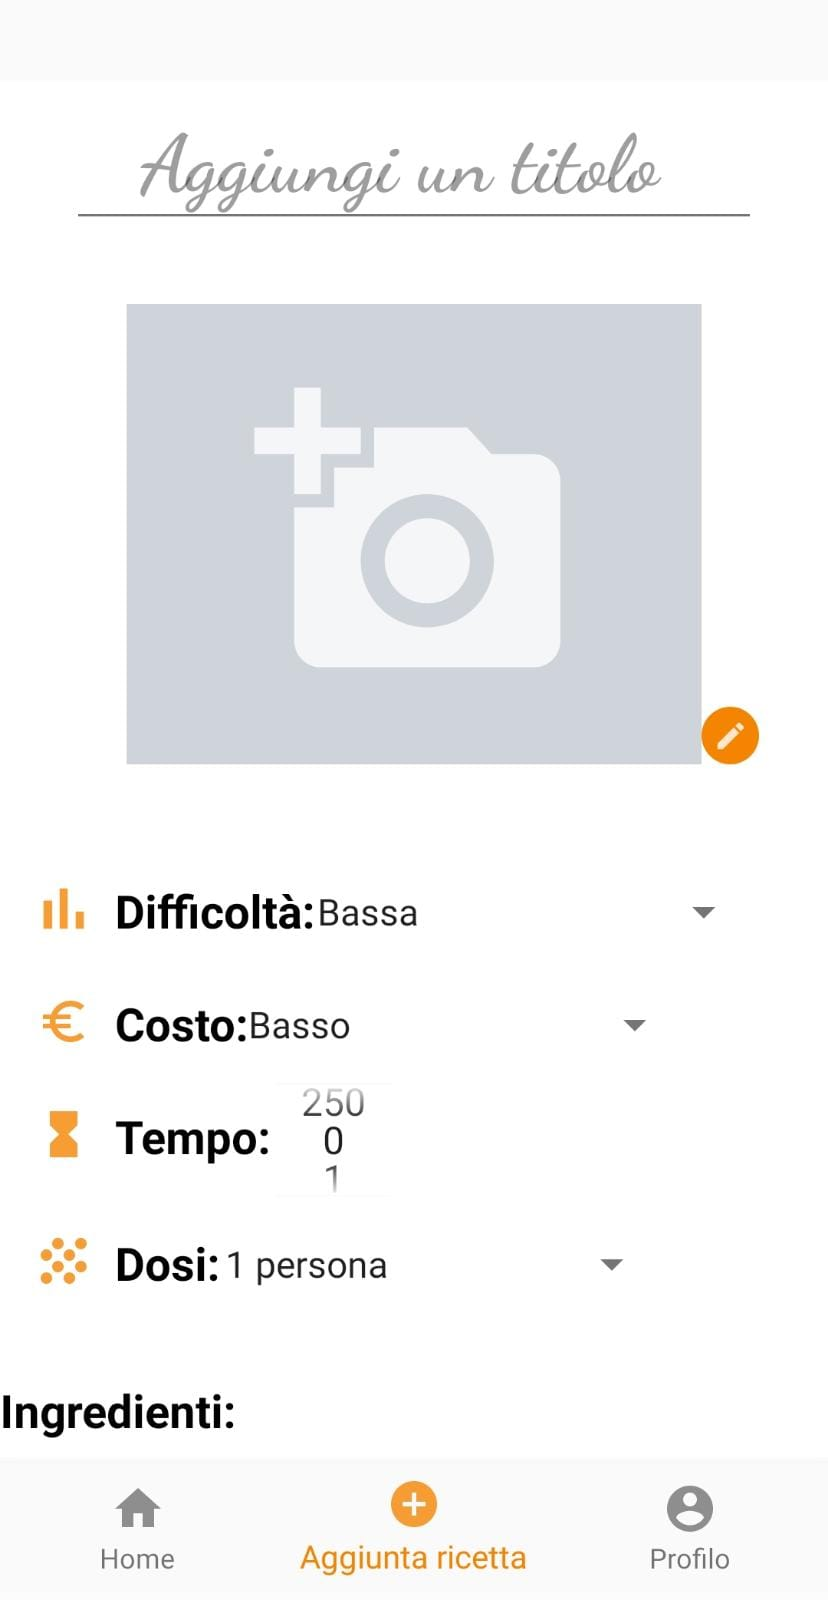 Aggiungi un titolo
Difficoltà: Bassa
Costo: Basso
250
Tempo: 0
1
Dosi: 1 persona
Ingredienti:
Home Aggiunta ricetta Profilo